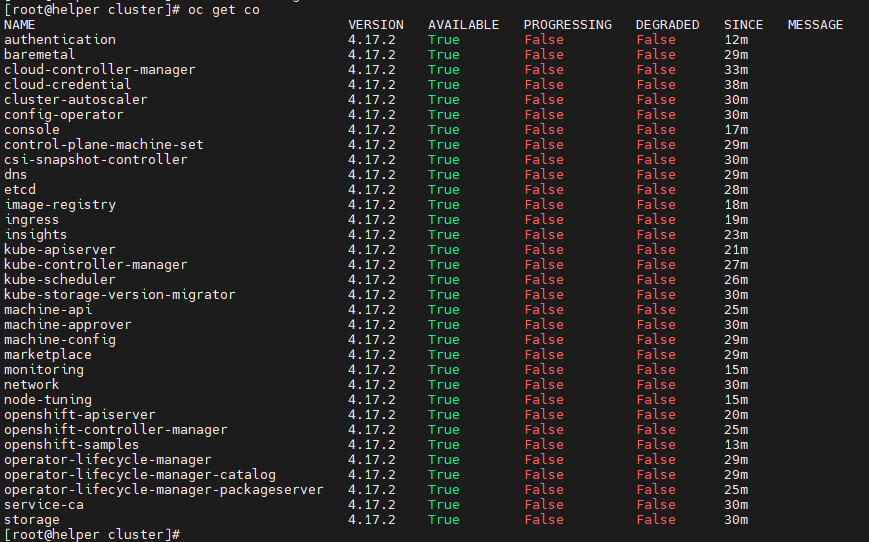 [root@helper cluster]# oc get co
NAME                                       VERSION   AVAILABLE   PROGRESSING   DEGRADED   SINCE   MESSAGE
authentication                             4.17.2    True        False         False      12m
baremetal                                  4.17.2    True        False         False      29m
cloud-controller-manager                   4.17.2    True        False         False      33m
cloud-credential                           4.17.2    True        False         False      38m
cluster-autoscaler                         4.17.2    True        False         False      30m
config-operator                            4.17.2    True        False         False      30m
console                                    4.17.2    True        False         False      17m
control-plane-machine-set                  4.17.2    True        False         False      29m
csi-snapshot-controller                    4.17.2    True        False         False      30m
dns                                        4.17.2    True        False         False      29m
etcd                                       4.17.2    True        False         False      28m
image-registry                             4.17.2    True        False         False      18m
ingress                                    4.17.2    True        False         False      19m
insights                                   4.17.2    True        False         False      23m
kube-apiserver                             4.17.2    True        False         False      21m
kube-controller-manager                    4.17.2    True        False         False      27m
kube-scheduler                             4.17.2    True        False         False      26m
kube-storage-version-migrator              4.17.2    True        False         False      30m
machine-api                                4.17.2    True        False         False      25m
machine-approver                           4.17.2    True        False         False      30m
machine-config                             4.17.2    True        False         False      29m
marketplace                                4.17.2    True        False         False      29m
monitoring                                 4.17.2    True        False         False      15m
network                                    4.17.2    True        False         False      30m
node-tuning                                4.17.2    True        False         False      15m
openshift-apiserver                        4.17.2    True        False         False      20m
openshift-controller-manager               4.17.2    True        False         False      25m
openshift-samples                          4.17.2    True        False         False      13m
operator-lifecycle-manager                 4.17.2    True        False         False      29m
operator-lifecycle-manager-catalog         4.17.2    True        False         False      29m
operator-lifecycle-manager-packageserver   4.17.2    True        False         False      25m
service-ca                                 4.17.2    True        False         False      30m
storage                                    4.17.2    True        False         False      30m
[root@helper cluster]#